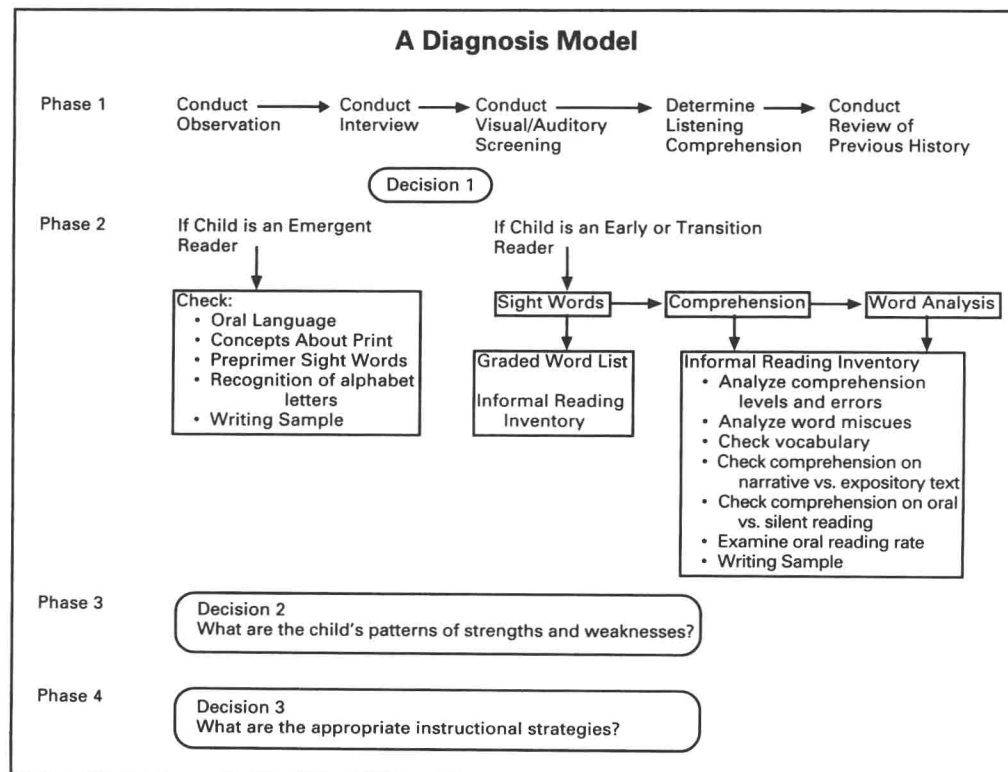 A Diagnosis Model
Phase 1
Conduct
Observation
Conduct
Interview
Conduct
Visual/Auditory
Screening
Determine
Listening
Comprehension
Conduct
Review of
Previous History
Decision 1
Phase 2
If Child is an Emergent
Reader
If Child is an Early or Transition
Reader
Check:
• Oral Language
• Concepts About Print
• Preprimer Sight Words
• Recognition of alphabet
letters
• Writing Sample
Sight Words
Comprehension
Word Analysis
Graded Word List
Informal Reading
Inventory
Informal Reading Inventory
• Analyze comprehension
levels and errors
• Analyze word miscues
• Check vocabulary
• Check comprehension on
narrative vs. expository text
• Check comprehension on oral
vs. silent reading
• Examine oral reading rate
• Writing Sample
Phase 3
Decision 2
What are the child's patterns of strengths and weaknesses?
Phase 4
Decision 3
What are the appropriate instructional strategies?